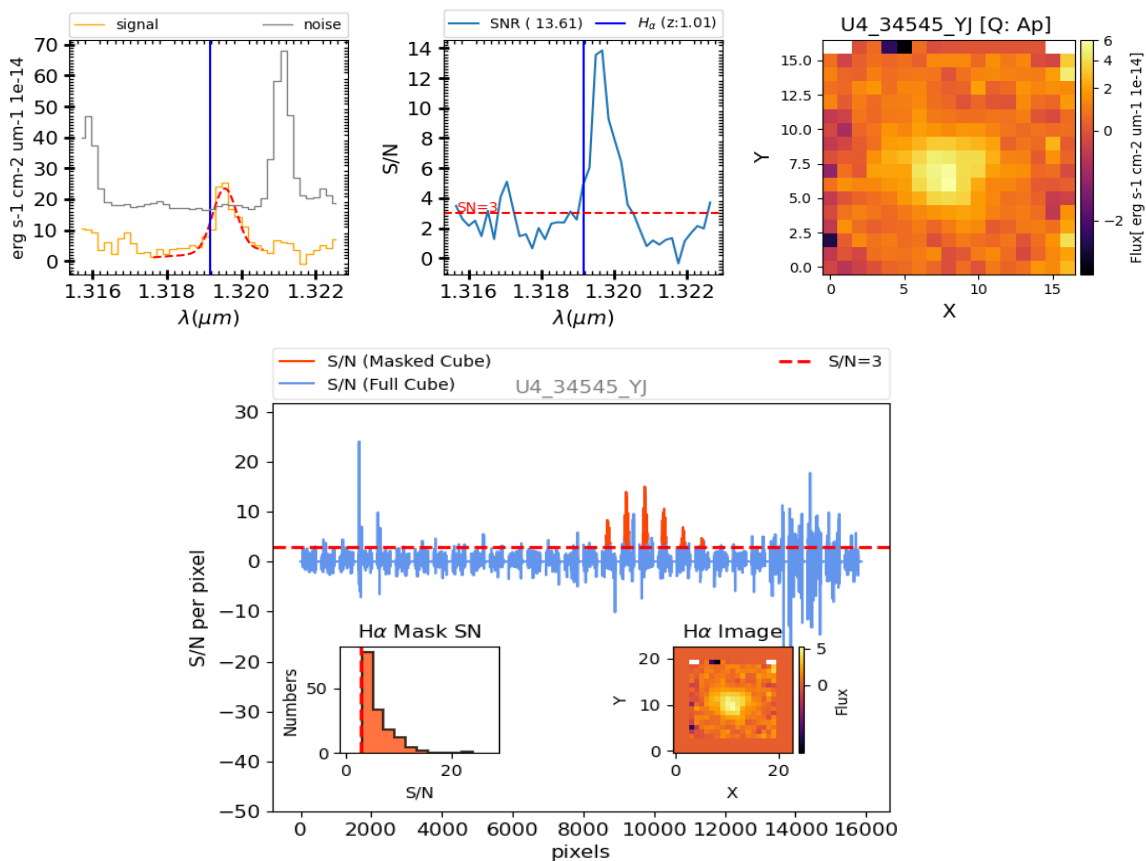 signal
noise
70
60
50
40
30
20
10
0
erg s-1 cm-2 um-1 1e-14
1.316
1.318
1.320
1.322
λ(μm)
SNR ( 13.61)
Hα (z:1.01)
14
12
10
8
6
4
2
0
S/N
SN=3
1.316
1.318
1.320
1.322
λ(μm)
U4_34545_YJ [Q: Ap]
15.0
12.5
10.0
7.5
5.0
2.5
0.0
Y
0
5
10
15
X
6
4
2
0
−2
Flux[ erg s-1 cm-2 um-1 1e-14]
S/N (Masked Cube)
S/N (Full Cube)
S/N=3
U4_34545_YJ
30
20
10
0
−10
−20
−30
−40
−50
S/N per pixel
0
2000
4000
6000
8000
10000
12000
14000
16000
pixels
Hα Mask SN
50
0
Numbers
0
20
S/N
Hα Image
20
10
0
Y
0
20
X
5
0
Flux